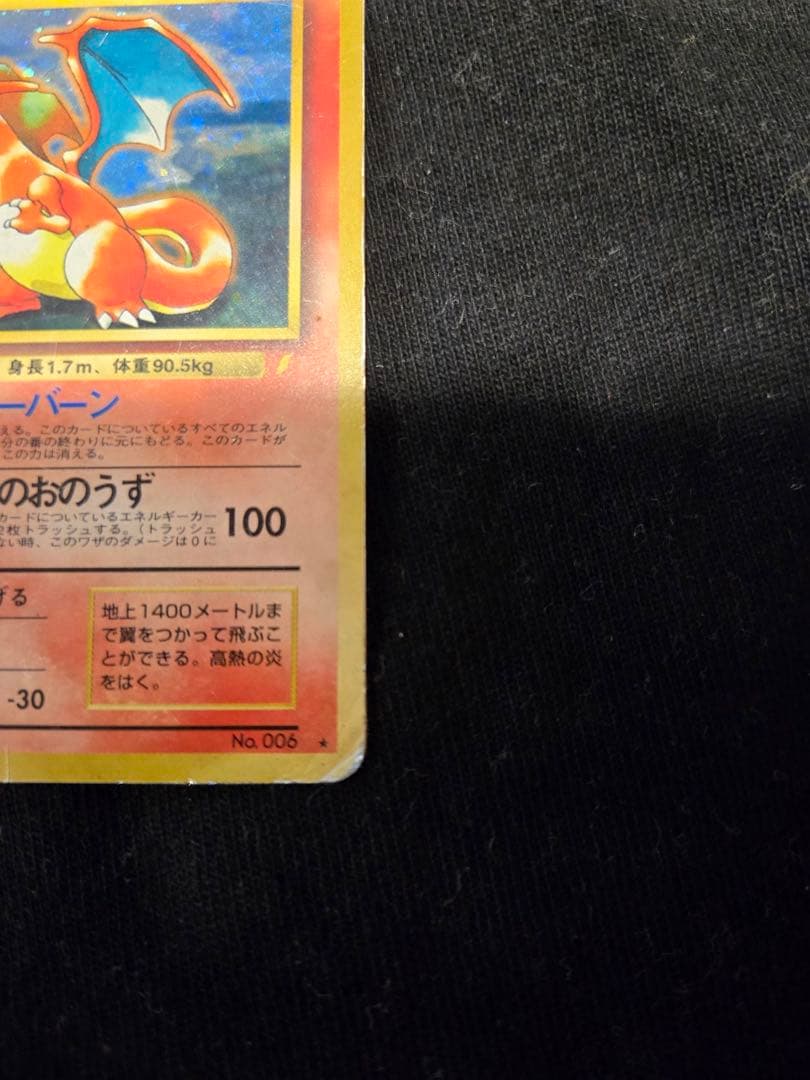 身長1.7m、体重90.5kg
ーバーン
える。このカードについているすべてのエネル
分の番の終わりに元にもどる。このカードが
この力は消える。
のおのうず
カードについているエネルギーカー
2枚トラッシュする。(トラッシュ
ない時、このワザのダメージは0に
100
げる
地上1400メートルま
で翼をつかって飛ぶこ
とができる。高熱の炎
をはく。
-30
No. 006 ★